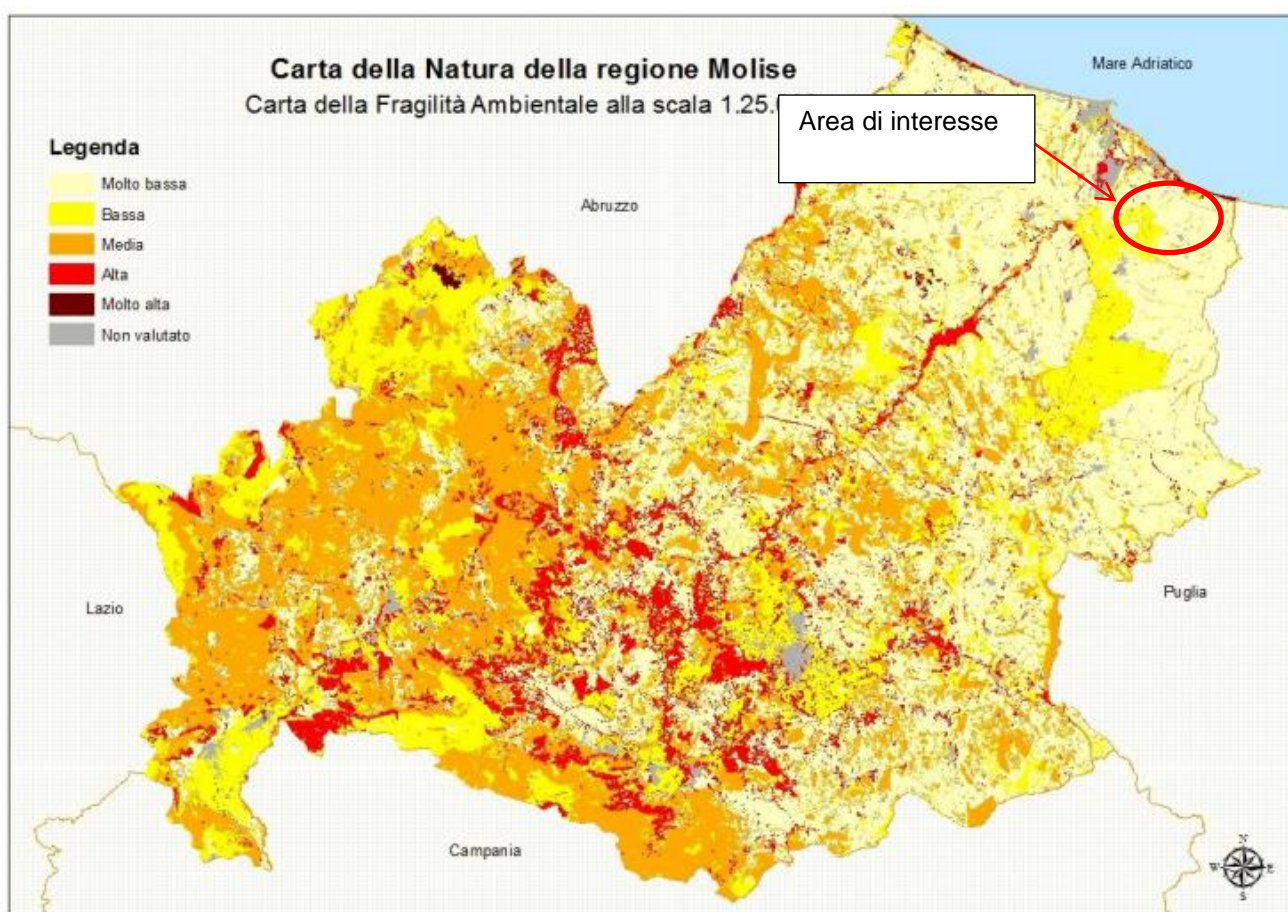 Carta della Natura della regione Molise
Carta della Fragilità Ambientale alla scala 1.25.0
Mare Adriatico
Area di interesse
Legenda
Molto bassa
Bassa
Media
Alta
Molto alta
Non valutato
Abruzzo
Lazio
Puglia
Campania
N
W E
S